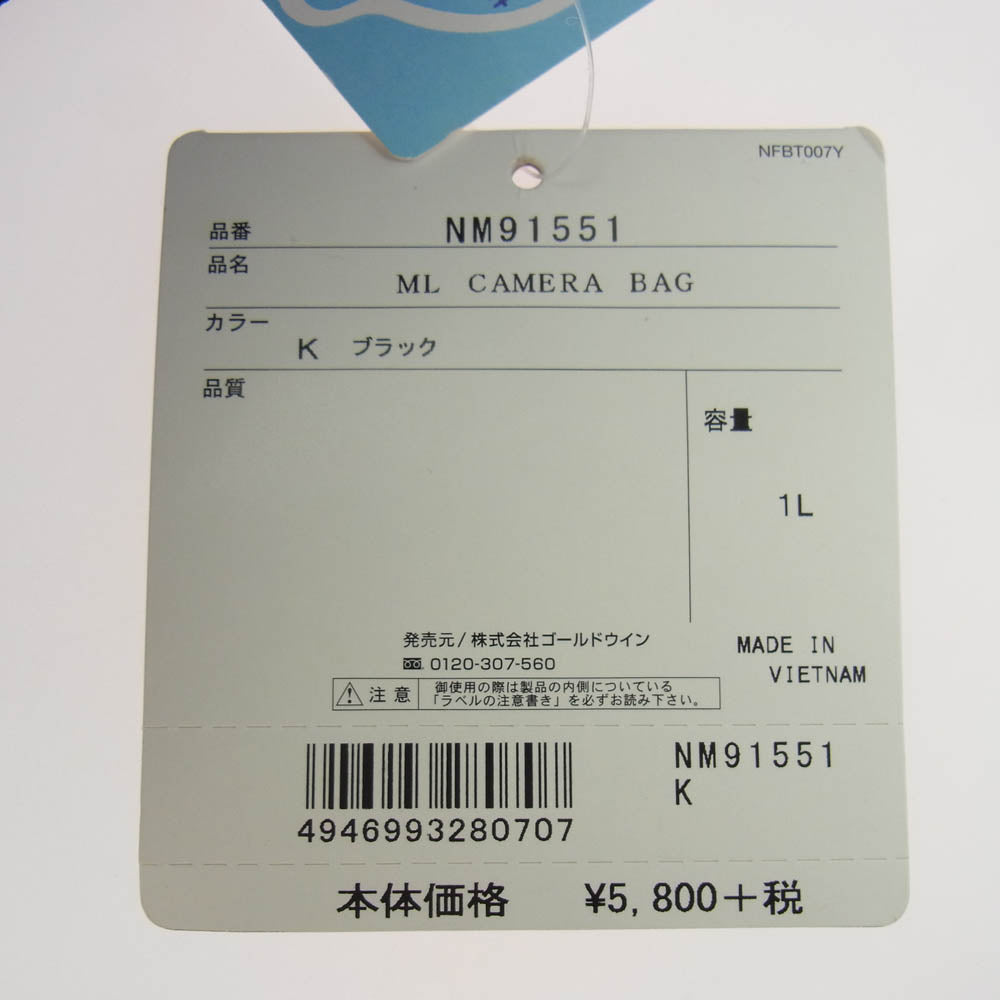 NFBT007Y
品番 NM91551
品名 ML CAMERA BAG
カラー K ブラック
品質
容量
1L
発売元/株式会社ゴールドウイン
0120-307-560
注意
御使用の際は製品の内側についている
「ラベルの注意書き」を必ずお読み下さい。
MADE IN
VIETNAM
4946993280707
NM91551
K
本体価格 ¥5,800+税